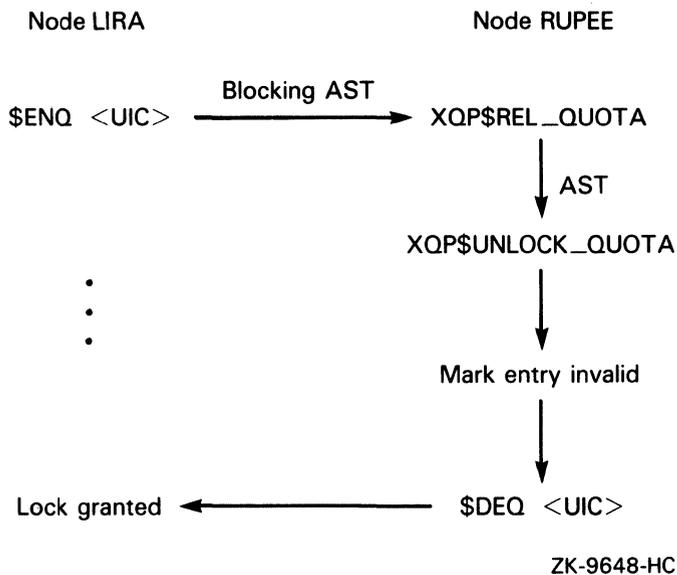 Node LIRA
Node RUPEE
Blocking AST
$ENQ <UIC>
XQP$REL_QUOTA
AST
XQP$UNLOCK_QUOTA
Mark entry invalid
Lock granted
$DEQ <UIC>
ZK-9648-HC